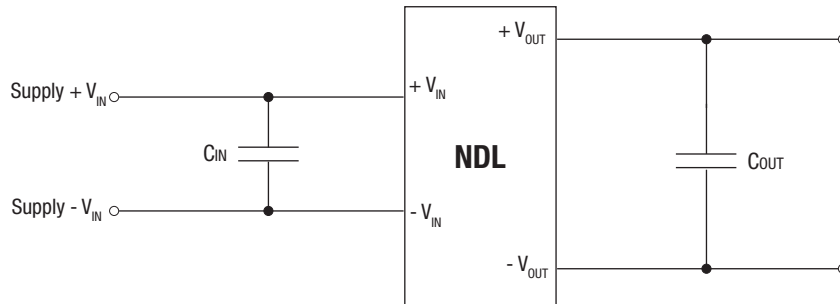 + VOUT
Supply + VIN
+ VIN
CIN
NDL
COUT
Supply - VIN
- VIN
- VOUT